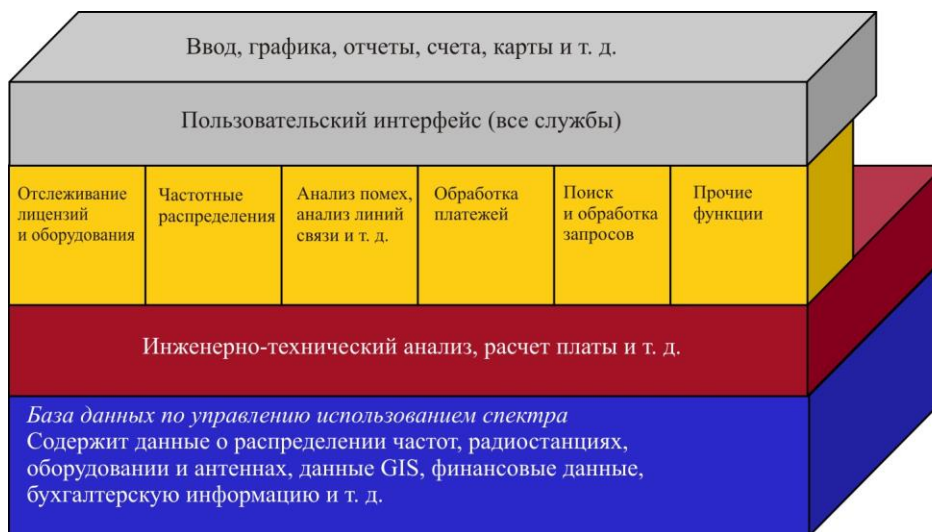 Ввод, графика, отчеты, счета, карты и т. д.
Пользовательский интерфейс (все службы)
Отслеживание
лицензий
и оборудования
Частотные
распределения
Анализ помех,
анализ линий
связи и т. д.
Обработка
платежей
Поиск
и обработка
запросов
Прочие
функции
Инженерно-технический анализ, расчет платы и т. д.
База данных по управлению использованием спектра
Содержит данные о распределении частот, радиостанциях,
оборудовании и антеннах, данные GIS, финансовые данные,
бухгалтерскую информацию и т. д.